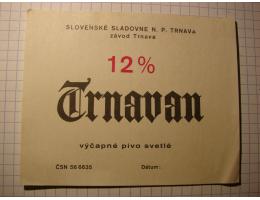 SLOVENSKÉ SLADOVNE N. P. TRNAVA
závod Trnava
12 %
Trnavan
výčapné pivo svetlé
ČSN 56 6635 Dátum: